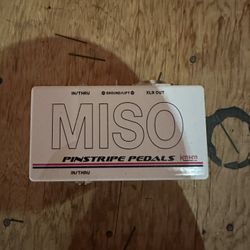 IN/THRU GROUND/LIFT XLR OUT
MISO
PINSTRIPE PEDALS
IN/THRU